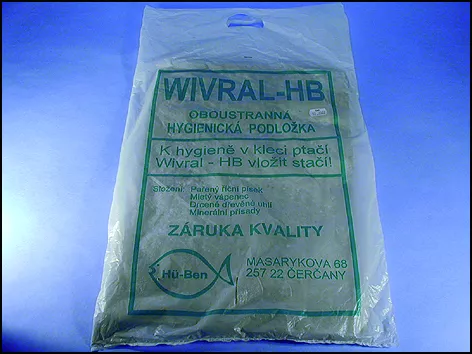 WIVRAL-HB
OBOUSTRANNÁ
HYGIENICKÁ PODLOŽKA
K hygieně v kleci ptačí
Wivral - HB vložit stačí!
Složení: Pařený říční písek
Mletý vápenec
Drcené dřevěné uhlí
Minerální přísady
ZÁRUKA KVALITY
Hü-Ben
MASARYKOVA 68
257 22 ČERČANY